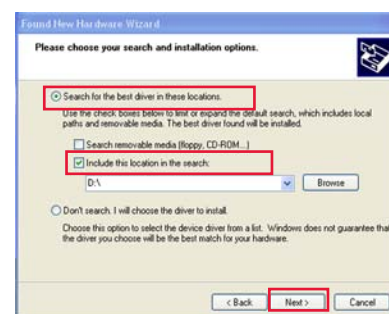 Found New Hardware Wizard
Please choose your search and installation options.
Search for the best driver in these locations.
Use the check boxes below to limit or expand the default search, which includes local
paths and removable media. The best driver found will be installed.
Search removable media (floppy, CD-ROM...)
Include this location in the search:
D:\
Browse
Don't search. I will choose the driver to install.
Choose this option to select the device driver from a list. Windows does not guarantee that
the driver you choose will be the best match for your hardware.
< Back
Next >
Cancel